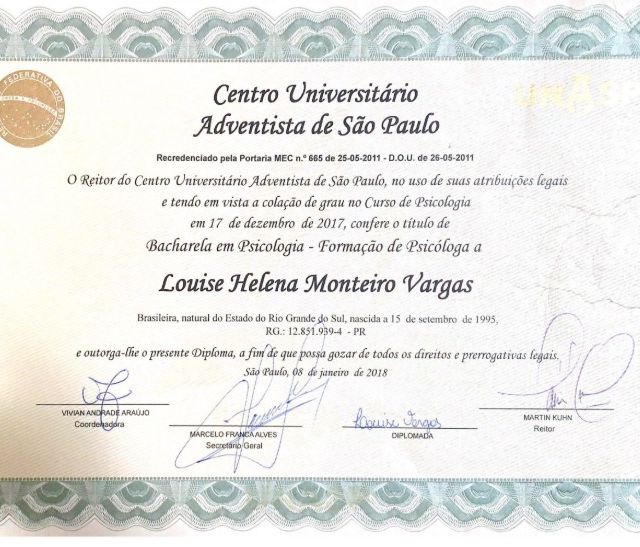 FEDERATIVA DO BRASIL
UNAS
Centro Universitário
Adventista de São Paulo
Recredenciado pela Portaria MEC n.º 665 de 25-05-2011 - D.O.U. de 26-05-2011
O Reitor do Centro Universitário Adventista de São Paulo, no uso de suas atribuições legais
e tendo em vista a colação de grau no Curso de Psicologia
em 17 de dezembro de 2017, confere o título de
Bacharela em Psicologia - Formação de Psicóloga a
Louise Helena Monteiro Vargas
Brasileira, natural do Estado do Rio Grande do Sul, nascida a 15 de setembro de 1995,
RG.: 12.851.939-4 - PR
e outorga-lhe o presente Diploma, a fim de que possa gozar de todos os direitos e prerrogativas legais.
São Paulo, 08 de janeiro de 2018
VIVIAN ANDRADE ARAÚJO
Coordenadora
MARCELO FRANCA ALVES
Secretário Geral
Louise Vargas
DIPLOMADA
MARTIN KUHN
Reitor